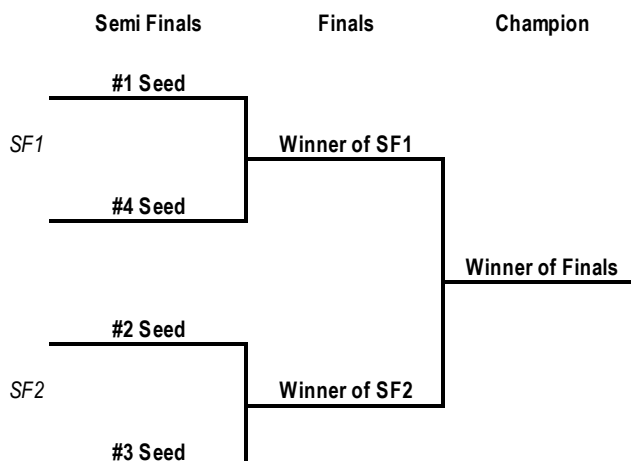 Semi Finals Finals Champion
#1 Seed
SF1 Winner of SF1
#4 Seed
Winner of Finals
#2 Seed
SF2 Winner of SF2
#3 Seed